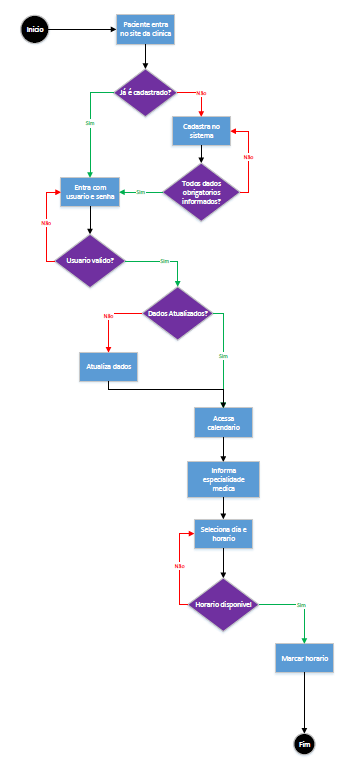 Inicio
Paciente entra
no site da clinica
Já é cadastrado?
Não
Sim
Cadastra no
sistema
Não
Todos dados
obrigatorios
informados?
Sim
Entra com
usuario e senha
Não
Usuario valido?
Sim
Dados Atualizados?
Não
Sim
Atualiza dados
Acessa
calendario
Informa
especialidade
medica
Seleciona dia e
horario
Não
Horario disponivel
Sim
Marcar horario
Fim